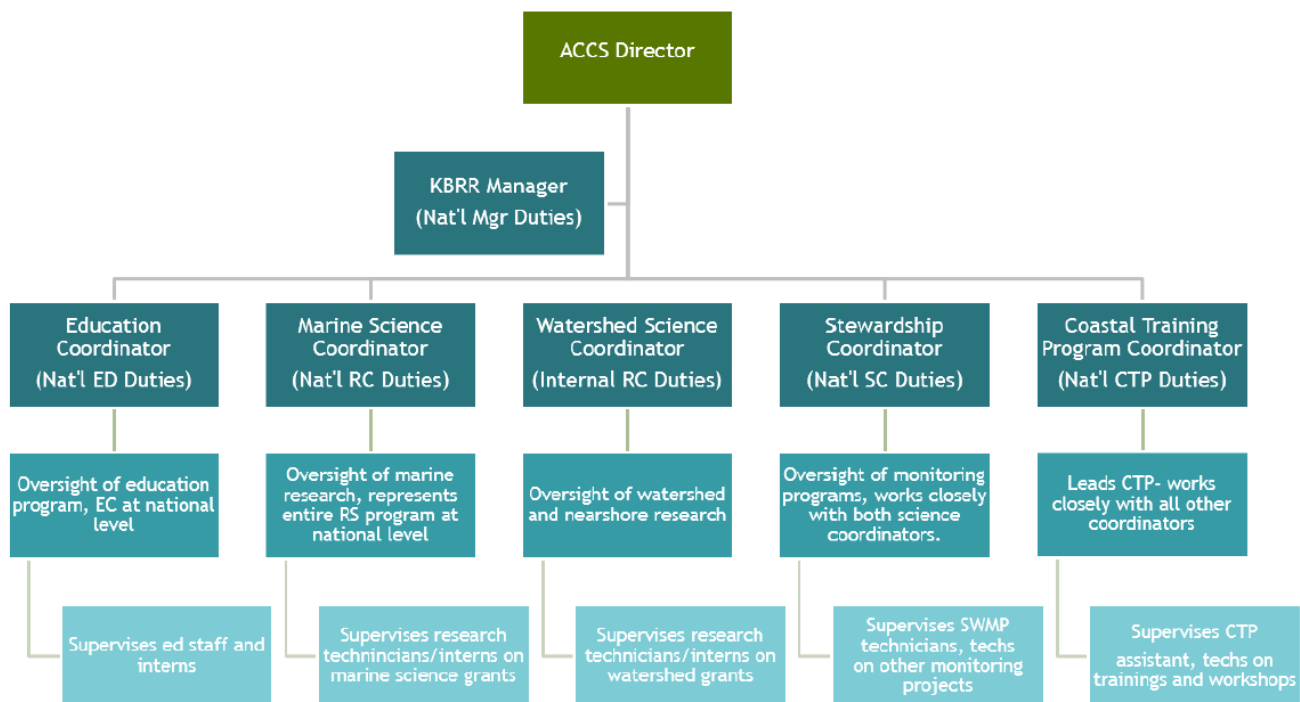 ACCS Director
KBRR Manager
(Nat'l Mgr Duties)
Education
Coordinator
(Nat'l ED Duties)
Marine Science
Coordinator
(Nat'l RC Duties)
Watershed Science
Coordinator
(Internal RC Duties)
Stewardship
Coordinator
(Nat'l SC Duties)
Coastal Training
Program Coordinator
(Nat'l CTP Duties)
Oversight of education
program, EC at national
level
Oversight of marine
research, represents
entire RS program at
national level
Oversight of watershed
and nearshore research
Oversight of monitoring
programs, works closely
with both science
coordinators.
Leads CTP- works
closely with all other
coordinators
Supervises ed staff and
interns
Supervises research
technincians/interns on
marine science grants
Supervises research
technicians/interns on
watershed grants
Supervises SWMP
technicians, techs
on other monitoring
projects
Supervises CTP
assistant, techs on
trainings and workshops